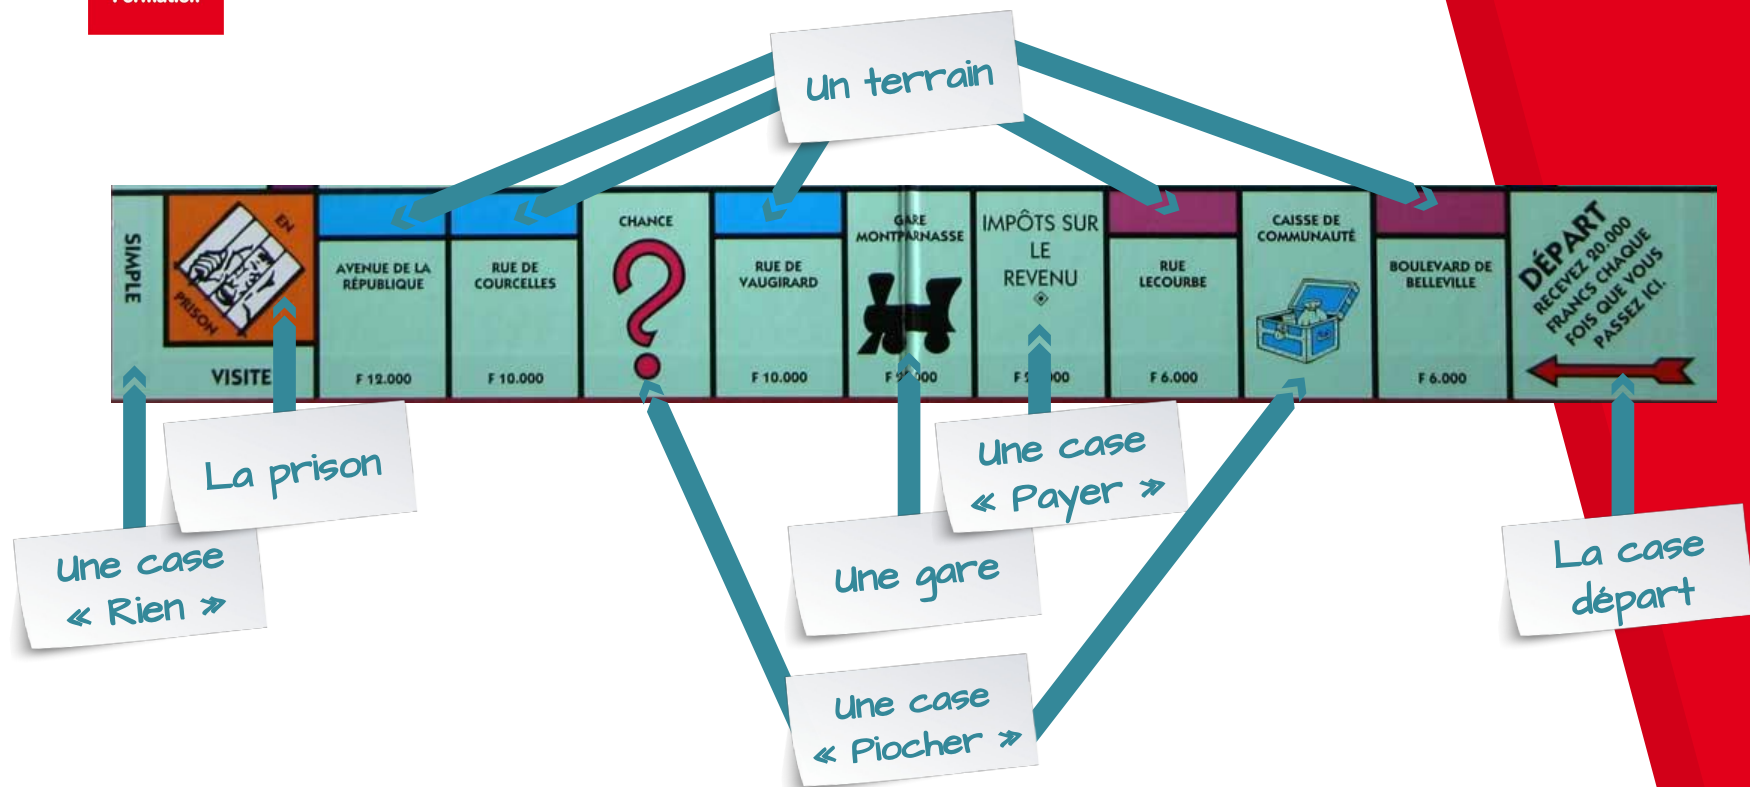 Formation
Un terrain
SIMPLE
EN
PRISON
VISITE
AVENUE DE LA
RÉPUBLIQUE
F 12.000
RUE DE
COURCELLES
F 10.000
CHANCE
RUE DE
VAUGIRARD
F 10.000
GARE
MONTPARNASSE
IMPÔTS SUR
LE
REVENU
RUE
LECOURBE
F 6.000
CAISSE DE
COMMUNAUTÉ
BOULEVARD DE
BELLEVILLE
F 6.000
DÉPART
RECEVEZ 20.000
FRANCS CHAQUE
FOIS QUE VOUS
PASSEZ ICI.
La prison
Une case
« Rien »
Une case
« Payer »
Une gare
La case
départ
Une case
« Piocher »